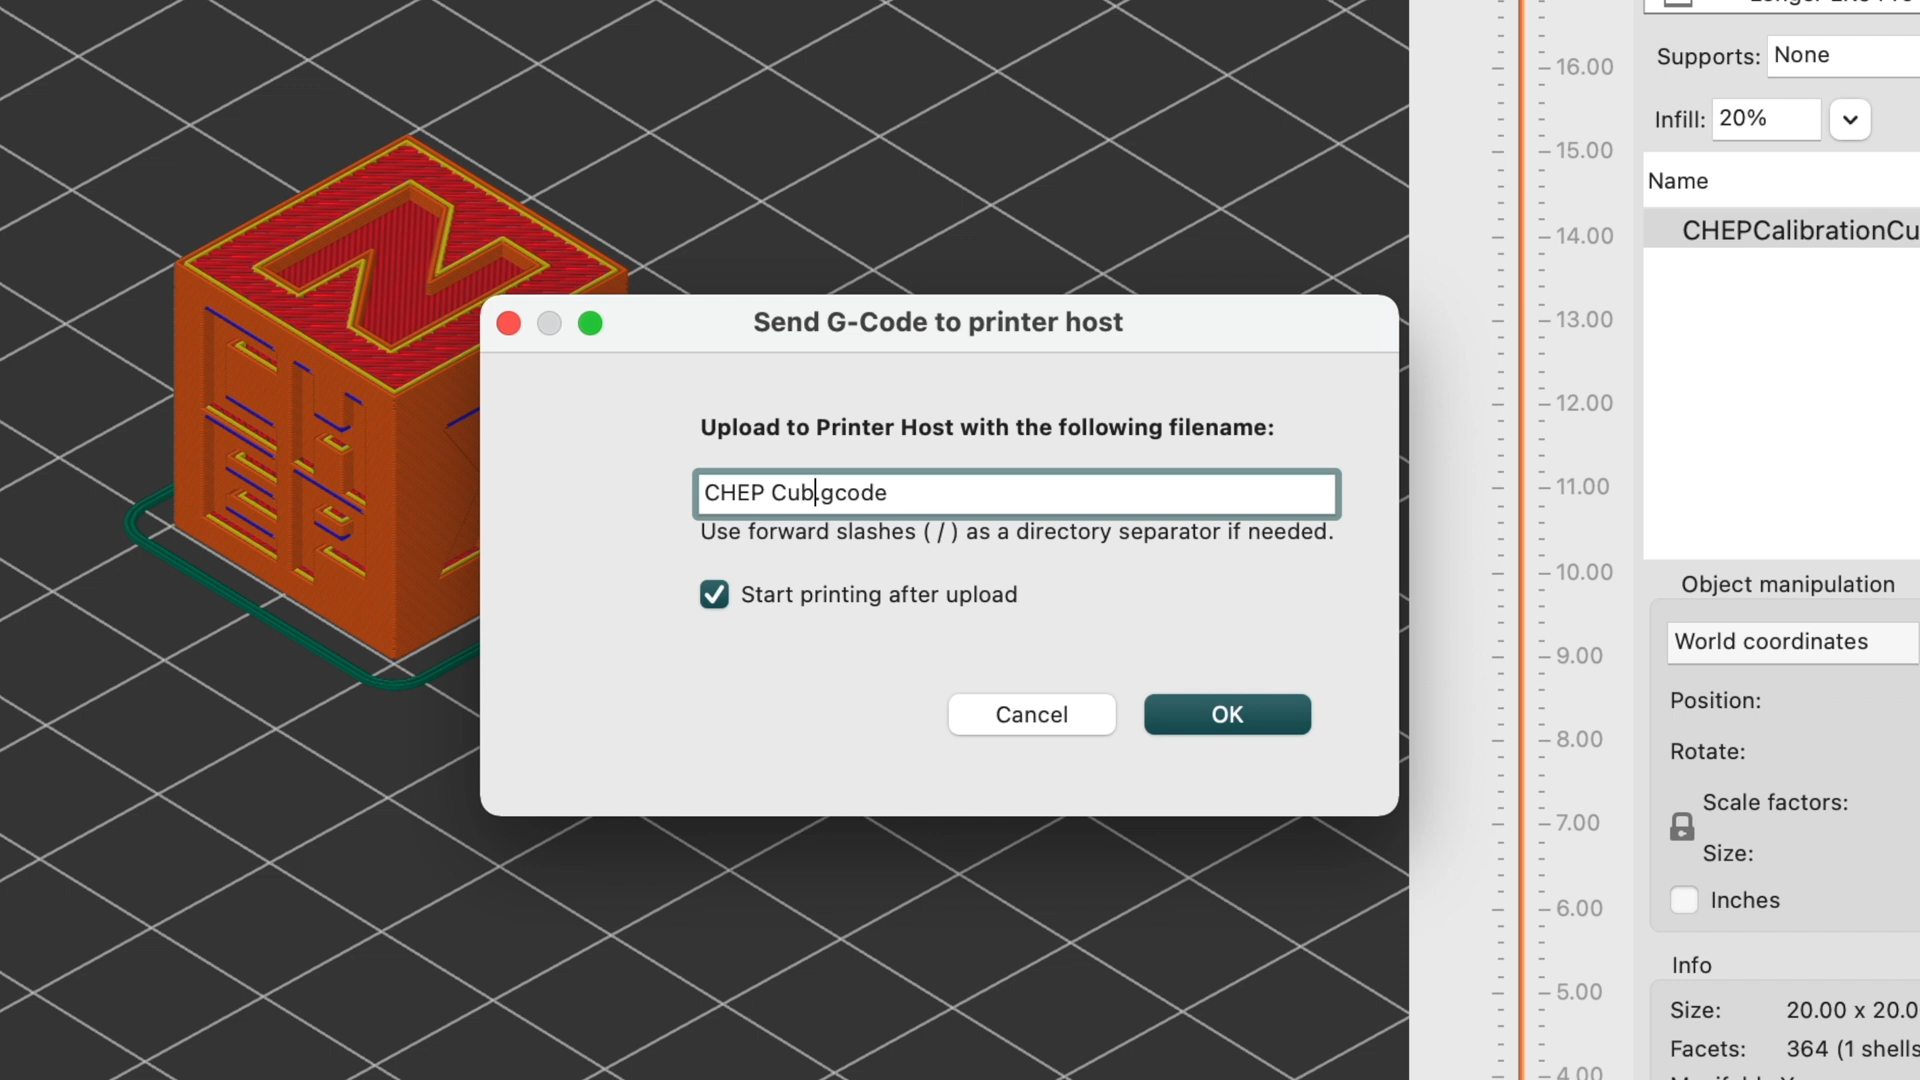 Supports: None
16.00
Infill: 20%
15.00
Name
CHEPCalibrationCu
14.00
13.00
Send G-Code to printer host
12.00
Upload to Printer Host with the following filename:
11.00
CHEP Cub.gcode
Use forward slashes ( / ) as a directory separator if needed.
10.00
Object manipulation
Start printing after upload
World coordinates
9.00
Position:
Cancel
OK
8.00
Rotate:
Scale factors:
7.00
Size:
Inches
6.00
Info
5.00
Size: 20.00 x 20.0
Facets: 364 (1 shells
4.00